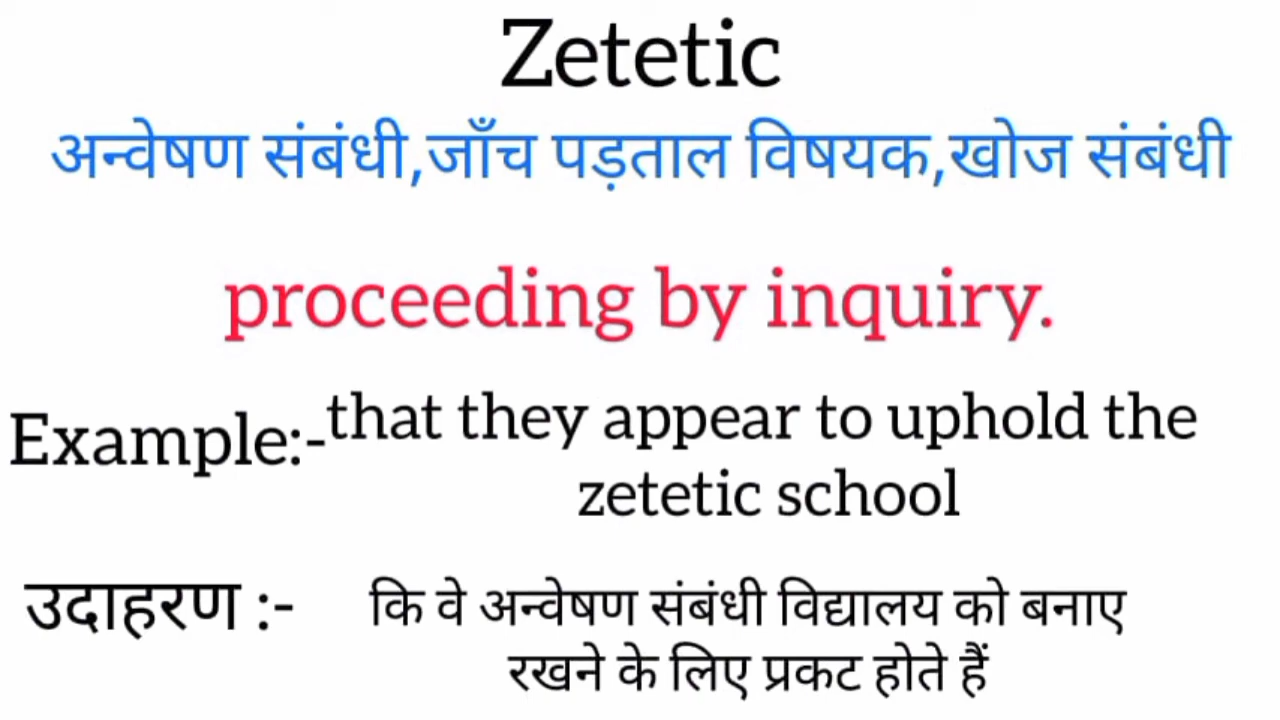 Zetetic
अन्वेषण संबंधी,जाँच पड़ताल विषयक,खोज संबंधी
proceeding by inquiry.
Example:-that they appear to uphold the
zetetic school
उदाहरण :- कि वे अन्वेषण संबंधी विद्यालय को बनाए
रखने के लिए प्रकट होते हैं